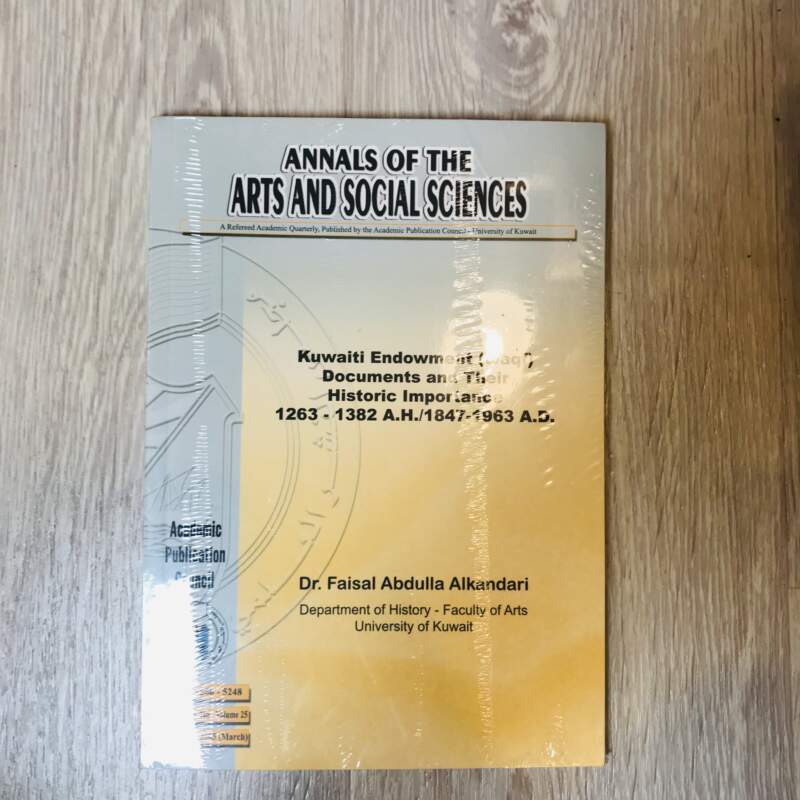 ANNALS OF THE
ARTS AND SOCIAL SCIENCES
A Refereed Academic Quarterly, Published by the Academic Publication Council - University of Kuwait
Kuwaiti Endowment
Documents and Their
Historic Importance
1263 - 1382 A.H./1847-1963 A.D.
Academic
Publication
Council
Dr. Faisal Abdulla Alkandari
Department of History - Faculty of Arts
University of Kuwait
- 5248
Volume 25
(March)